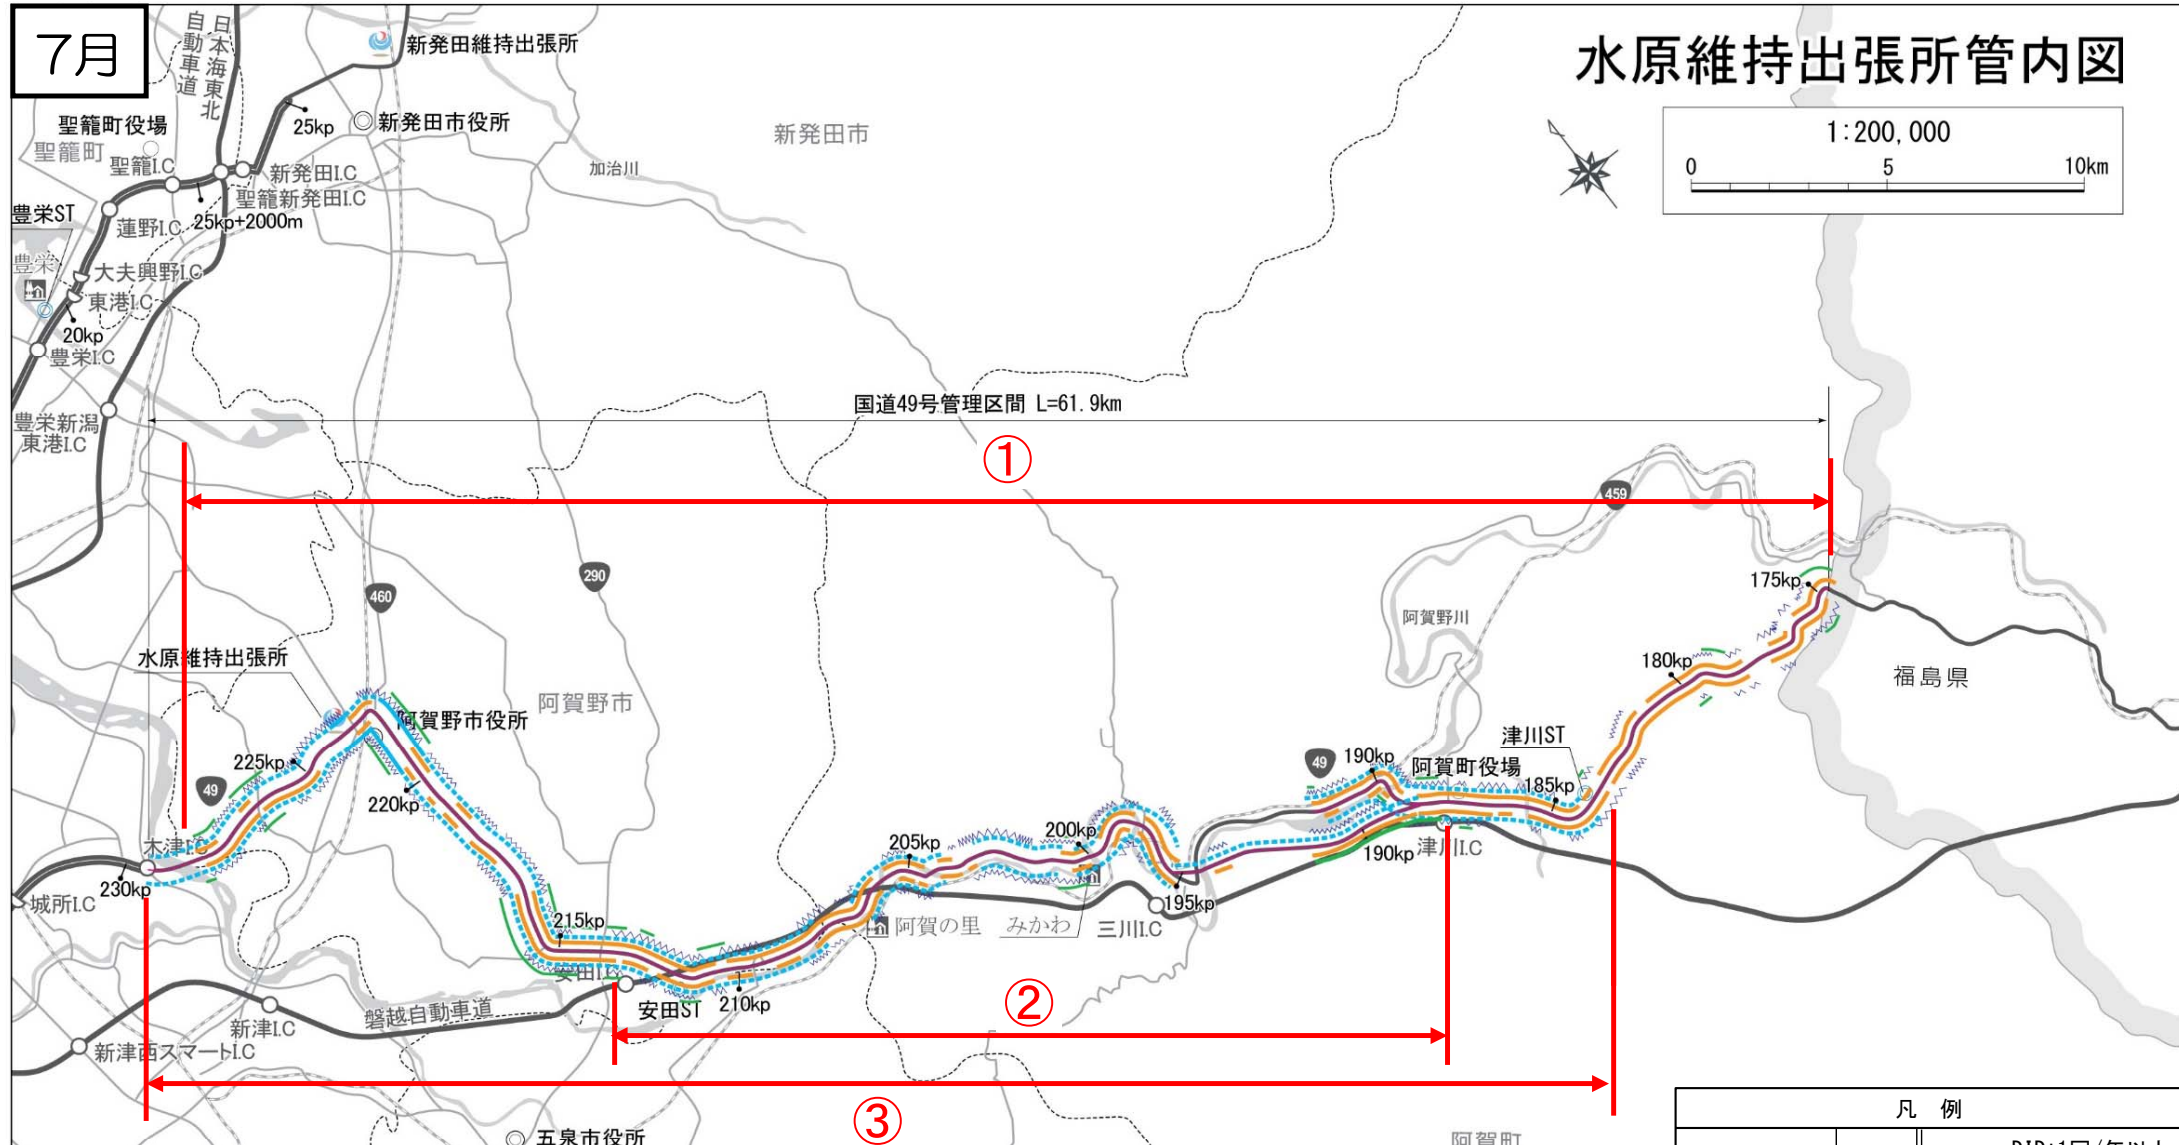 7月
水原維持出張所管内図
1:200,000
0
5
10km
日本海東北
自動車道
新発田維持出張所
25kp
新発田市役所
新発田市
聖籠町役場
聖籠町
聖籠I.C
新発田I.C
聖籠新発田I.C
加治川
豊栄ST
蓮野I.C
25kp+2000m
豊栄
大夫興野I.C
東港I.C
20kp
豊栄I.C
豊栄新潟
東港I.C
国道49号管理区間 L=61.9km
①
459
290
460
175kp
阿賀野川
水原維持出張所
180kp
福島県
阿賀野市
阿賀野市役所
津川ST
225kp
49
220kp
49
190kp
阿賀町役場
185kp
木津I.C
205kp
200kp
津川I.C
190kp
230kp
城所I.C
195kp
215kp
阿賀の里
みかわ
三川I.C
安田I.C
安田ST
210kp
②
磐越自動車道
新津I.C
新津西スマートI.C
③
五泉市役所
阿賀町
凡 例